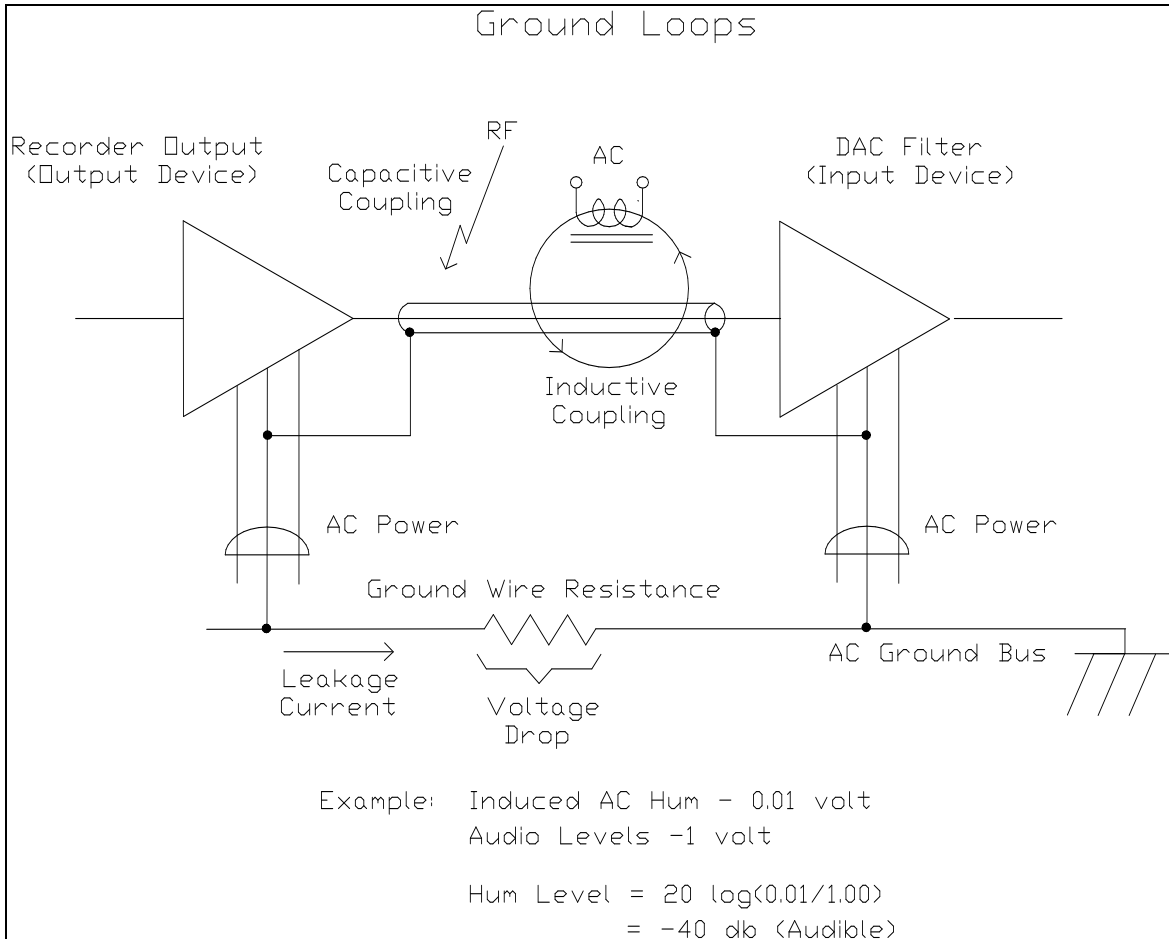 Ground Loops
Recorder Output
(Output Device)
Capacitive
Coupling
RF
AC
DAC Filter
(Input Device)
Inductive
Coupling
AC Power
AC Power
Ground Wire Resistance
Leakage
Current
Voltage
Drop
AC Ground Bus
Example: Induced AC Hum - 0.01 volt
Audio Levels -1 volt
Hum Level = 20 log(0.01/1.00)
= -40 db (Audible)